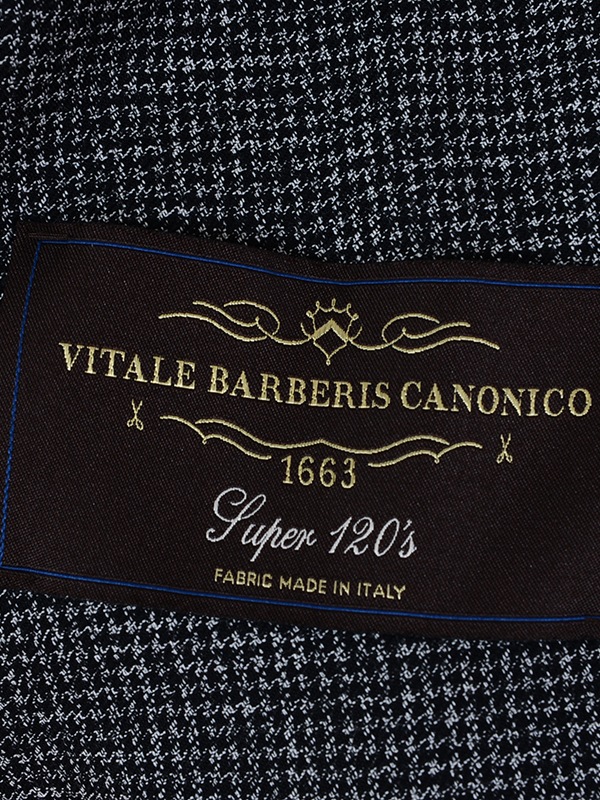 VITALE BARBERIS CANONICO
1663
Super 120's
FABRIC MADE IN ITALY